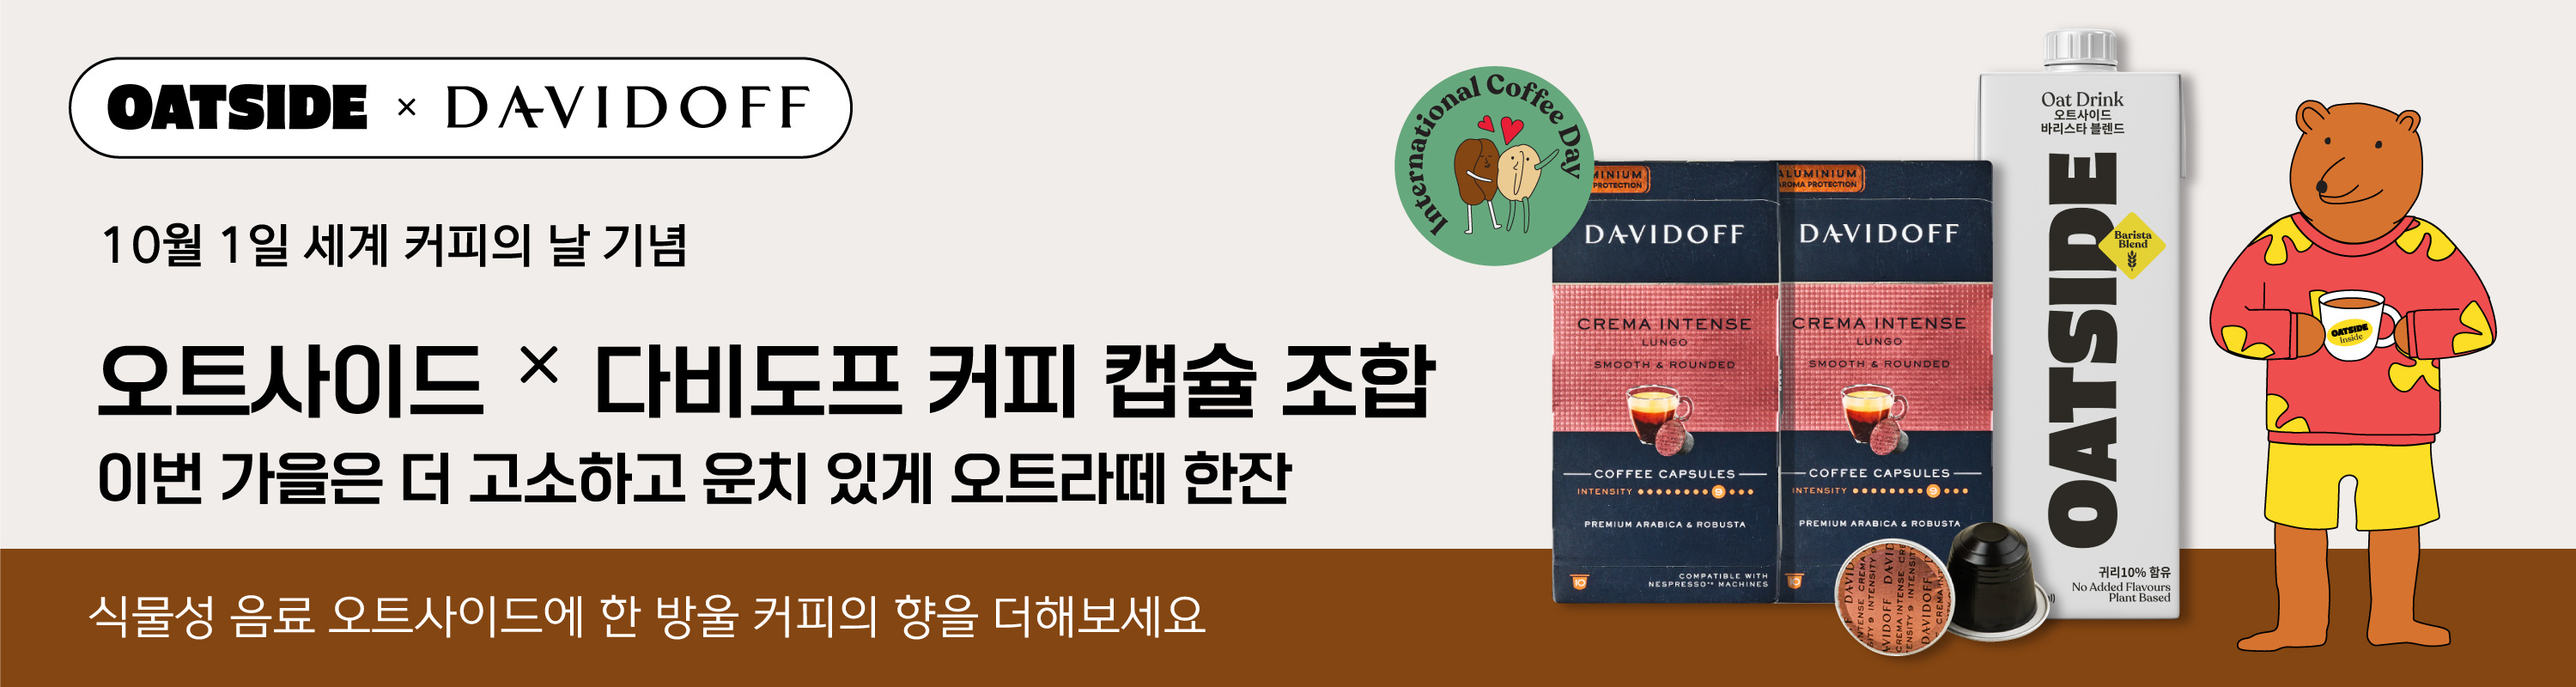 OATSIDE × DAVIDOFF
10월 1일 세계 커피의 날 기념
오트사이드 × 다비도프 커피 캡슐 조합
이번 가을은 더 고소하고 운치 있게 오트라떼 한잔
식물성 음료 오트사이드에 한 방울 커피의 향을 더해보세요
International Coffee Day
MINIUM
PROTECTION
DAVIDOFF
CREMA INTENSE
LUNGO
SMOOTH & ROUNDED
COFFEE CAPSULES
INTENSITY 9
PREMIUM ARABICA & ROBUSTA
10
COMPATIBLE WITH
NESPRESSO** MACHINES
ALUMINIUM
AROMA PROTECTION
DAVIDOFF
CREMA INTENSE
LUNGO
SMOOTH & ROUNDED
COFFEE CAPSULES
INTENSITY 9
PREMIUM ARABICA & ROBUSTA
10
Oat Drink
오트사이드
바리스타 블렌드
OATSIDE
Barista
Blend
귀리10% 함유
No Added Flavours
Plant Based
OATSIDE
Inside